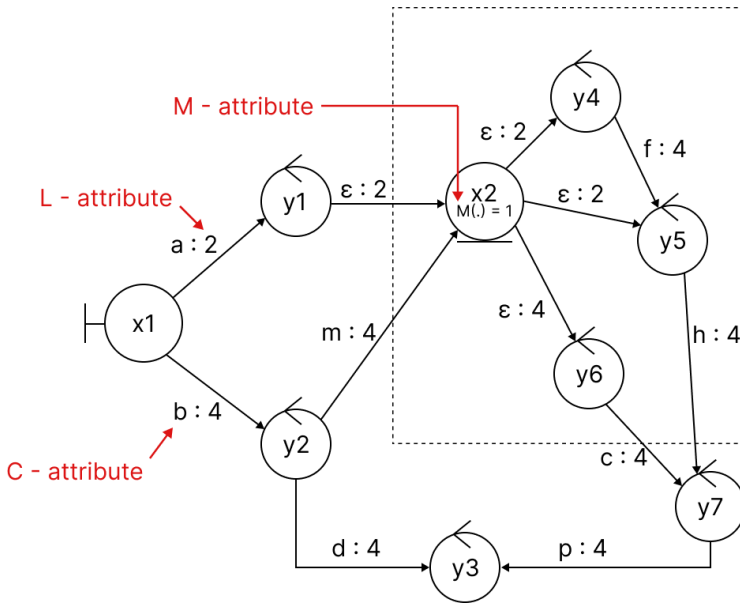 y4
M - attribute
ε : 2
f : 4
L - attribute
y1
ε : 2
x2
M(.) = 1
ε : 2
y5
a : 2
x1
m : 4
ε : 4
h : 4
b : 4
y6
y2
C - attribute
c : 4
y7
d : 4
y3
p : 4